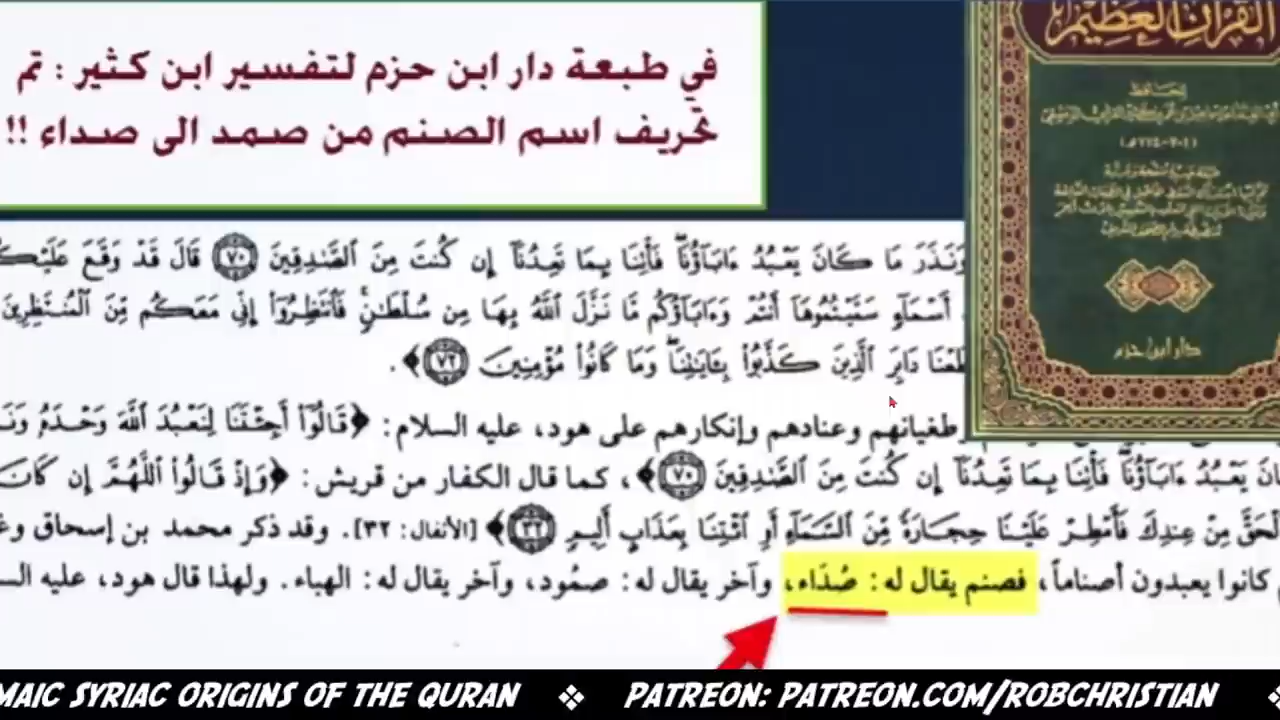 في طبعة دار ابن حزم لتفسير ابن كثير : تم
تحريف اسم الصنم من صمد الى صداء !!
القرآن العظيم
للحافظ
دار ابن حزم
وَنَذَرَ مَا كَانَ يَعْبُدُ ءَابَآؤُنَا فَأْتِنَا بِمَا تَعِدُنَآ إِن كُنتَ مِنَ ٱلصَّٰدِقِينَ ۝٧٠ قَالَ قَدْ وَقَعَ
أَسْمَآءٍ سَمَّيْتُمُوهَآ أَنتُمْ وَءَابَآؤُكُم مَّا نَزَّلَ ٱللَّهُ بِهَا مِن سُلْطَٰنٍ فَٱنتَظِرُوٓا۟ إِنِّى مَعَكُم مِّنَ ٱلْمُنتَظِرِينَ
دَابِرَ ٱلَّذِينَ كَذَّبُوا۟ بِـَٔايَٰتِنَا وَمَا كَانُوا۟ مُؤْمِنِينَ ۝٧٢﴾.
طغيانهم وعنادهم وإنكارهم على هود، عليه السلام: ﴿قَالُوٓا۟ أَجِئْتَنَا لِنَعْبُدَ ٱللَّهَ وَحْدَهُۥ
يَعْبُدُ ءَابَآؤُنَا فَأْتِنَا بِمَا تَعِدُنَآ إِن كُنتَ مِنَ ٱلصَّٰدِقِينَ ۝٧٠﴾، كما قال الكفار من قريش: ﴿وَإِذْ قَالُوا۟ ٱللَّهُمَّ إِن كَانَ
ٱلْحَقَّ مِنْ عِندِكَ فَأَمْطِرْ عَلَيْنَا حِجَارَةً مِّنَ ٱلسَّمَآءِ أَوِ ٱئْتِنَا بِعَذَابٍ أَلِيمٍ ۝٣٢﴾ [الأنفال: ٣٢]. وقد ذكر محمد بن إسحاق
كانوا يعبدون أصناماً، فصنم يقال له: صُدَاء، وآخر يقال له: صمُود، وآخر يقال له: الهباء. ولهذا قال هود، عليه
MAIC SYRIAC ORIGINS OF THE QURAN ❖ PATREON: PATREON.COM/ROBCHRISTIAN